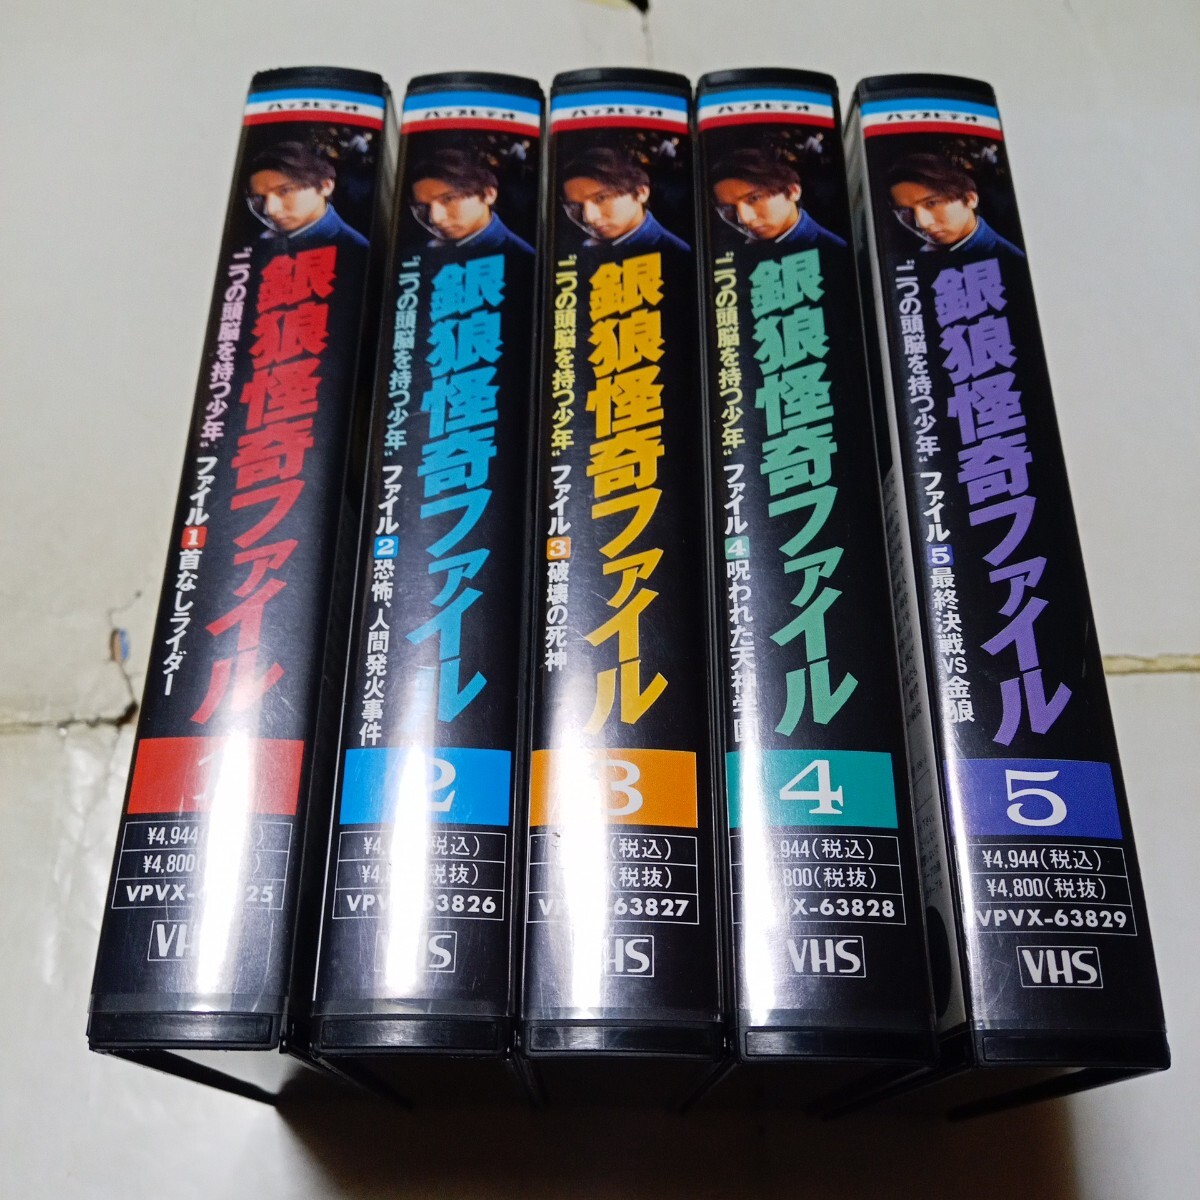 バップビデオ
銀狼怪奇ファイル
"二つの頭脳を持つ少年"
ファイル1首なしライダー
1
¥4,944(
¥4,800(
VPVX-
25
VHS
バップビデオ
銀狼怪奇ファイル
"二つの頭脳を持つ少年"
ファイル2恐怖、人間発火事件
2
(税込)
(税抜)
63826
VHS
バップビデオ
銀狼怪奇ファイル
"二つの頭脳を持つ少年"
ファイル3破壊の死神
3
(税込)
(税抜)
-63827
VHS
バップビデオ
銀狼怪奇ファイル
"二つの頭脳を持つ少年"
ファイル4呪われた天神学園
4
944(税込)
800(税抜)
VX-63828
VHS
バップビデオ
銀狼怪奇ファイル
"二つの頭脳を持つ少年"
ファイル5最終決戦VS金狼
5
¥4,944(税込)
¥4,800(税抜)
VPVX-63829
VHS